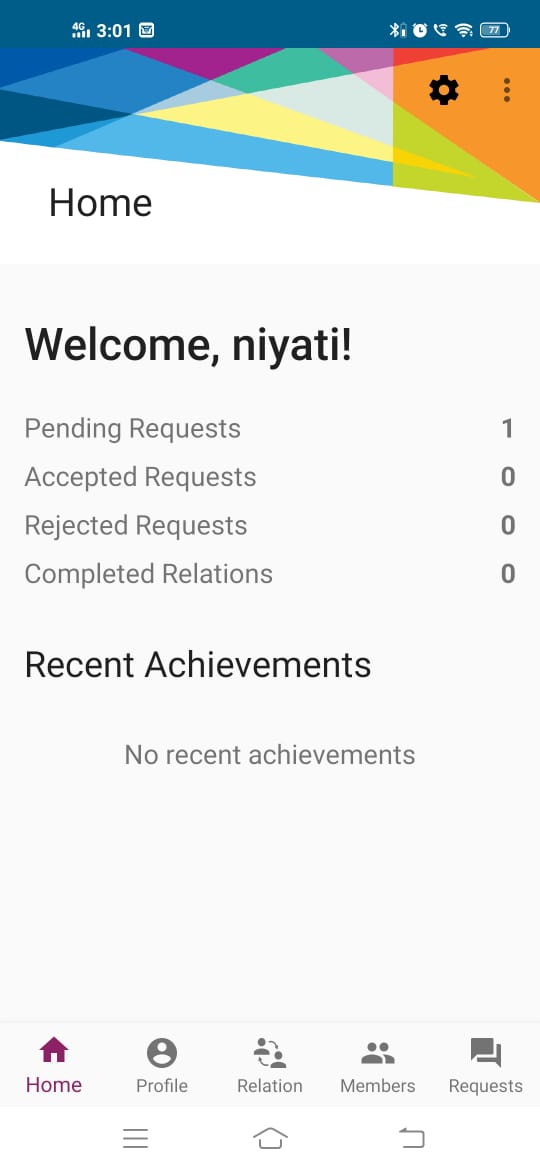 4G 3:01 77
Home
Welcome, niyati!
Pending Requests 1
Accepted Requests 0
Rejected Requests 0
Completed Relations 0
Recent Achievements
No recent achievements
Home Profile Relation Members Requests